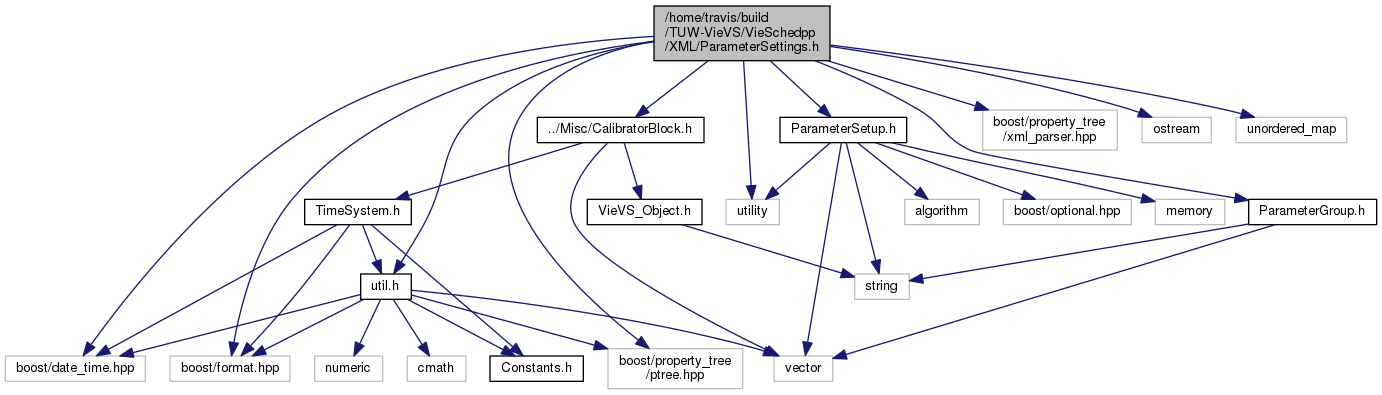 /home/travis/build
/TUW-VieVS/VieSchedpp
/XML/ParameterSettings.h
../Misc/CalibratorBlock.h
ParameterSetup.h
boost/property_tree
/xml_parser.hpp
ostream
unordered_map
TimeSystem.h
VieVS_Object.h
utility
algorithm
boost/optional.hpp
memory
ParameterGroup.h
util.h
string
boost/date_time.hpp
boost/format.hpp
numeric
cmath
Constants.h
boost/property_tree
/ptree.hpp
vector